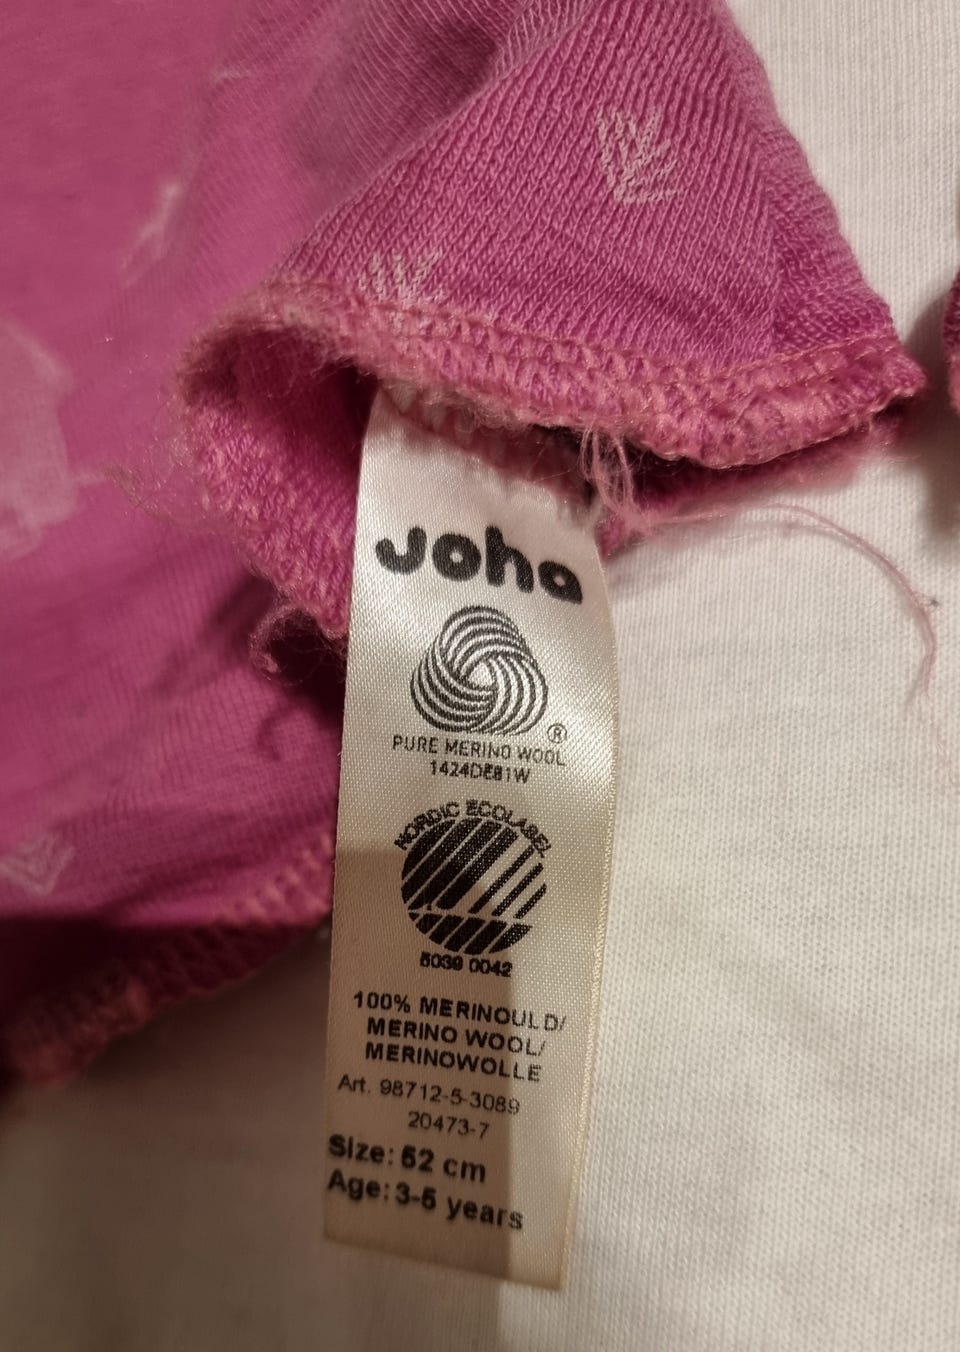 Joha
®
PURE MERINO WOOL
1424DE81W
NORDIC ECOLABEL
5039 0042
100% MERINOULD/
MERINO WOOL/
MERINOWOLLE
Art. 98712-5-3089
20473-7
Size: 52 cm
Age: 3-5 years